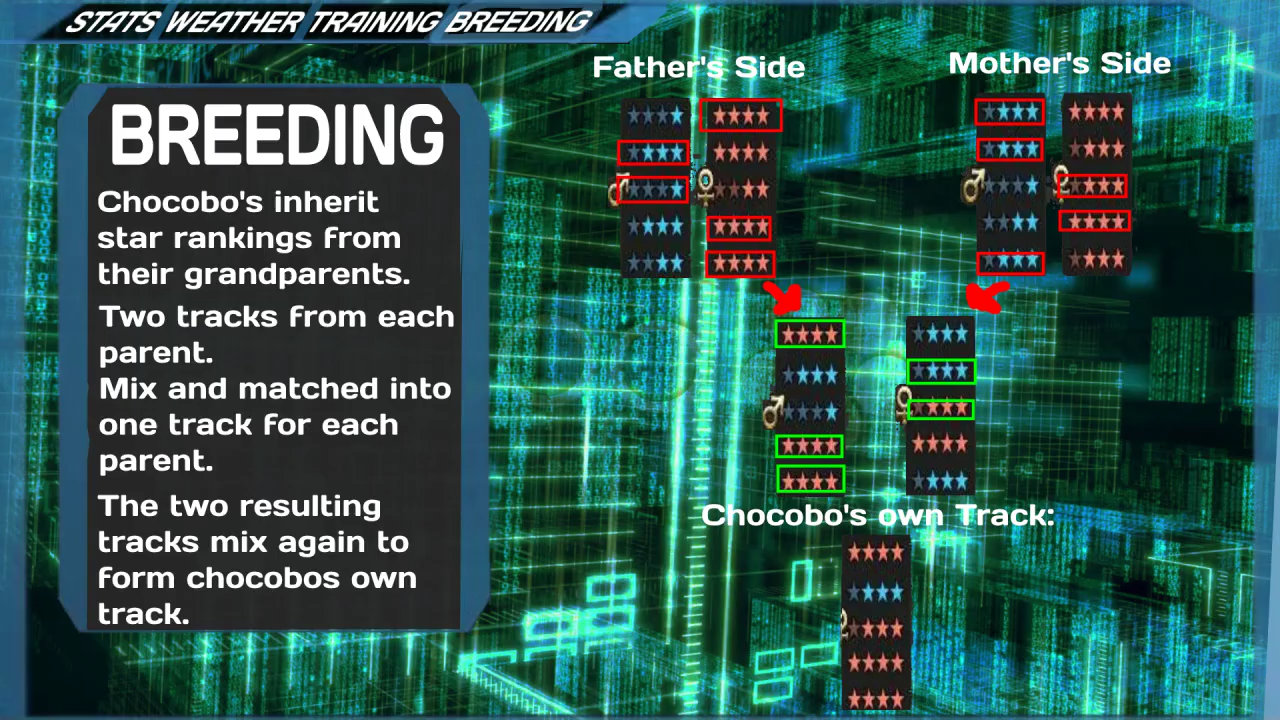 STATS WEATHER TRAINING BREEDING
BREEDING
Chocobo's inherit
star rankings from
their grandparents.
Two tracks from each
parent.
Mix and matched into
one track for each
parent.
The two resulting
tracks mix again to
form chocobos own
track.
Father's Side
Mother's Side
Chocobo's own Track: